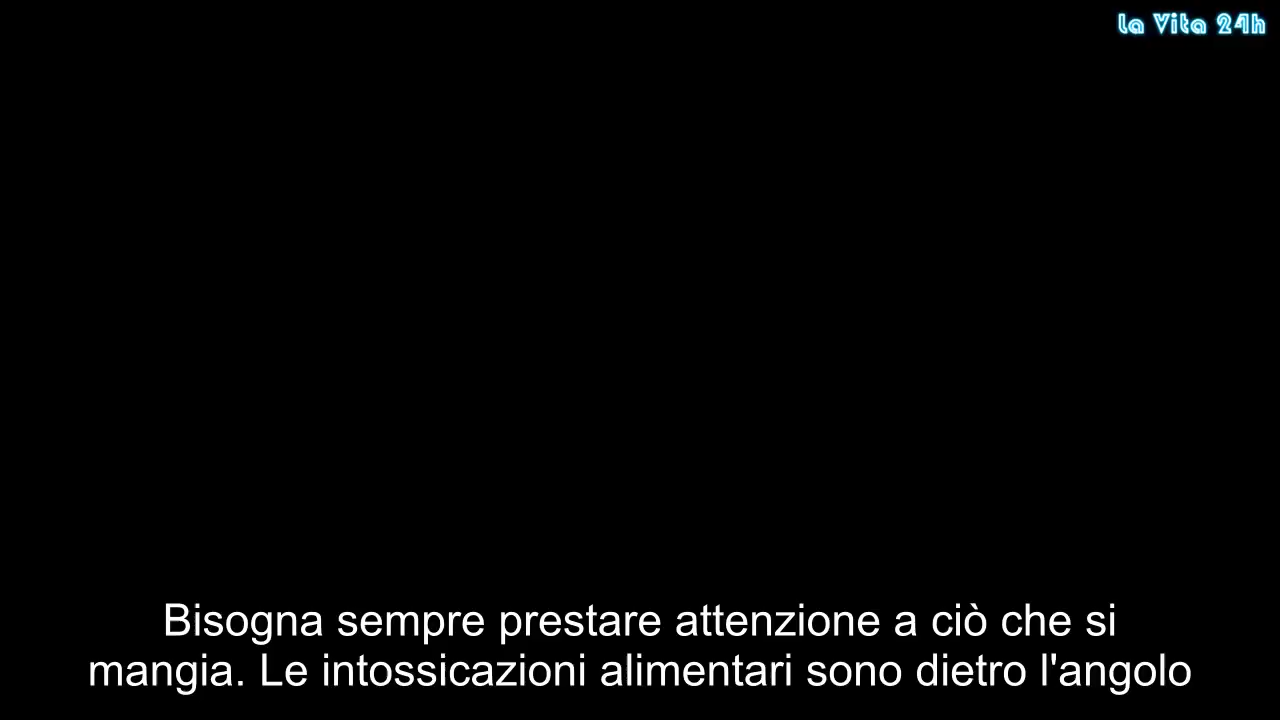 La Vita 24h
Bisogna sempre prestare attenzione a ciò che si
mangia. Le intossicazioni alimentari sono dietro l'angolo